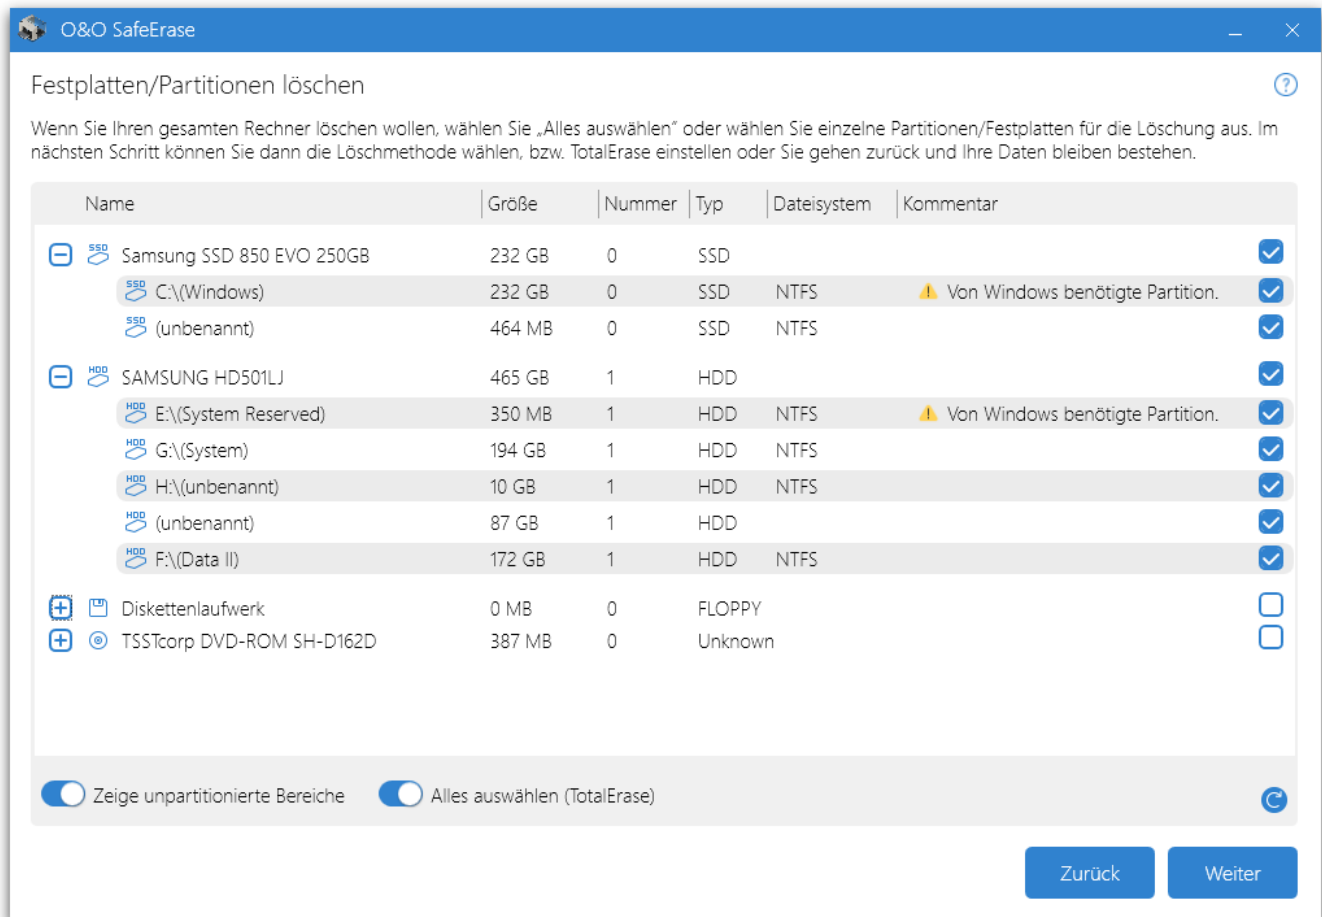 O&O SafeErase
Festplatten/Partitionen löschen
Wenn Sie Ihren gesamten Rechner löschen wollen, wählen Sie „Alles auswählen" oder wählen Sie einzelne Partitionen/Festplatten für die Löschung aus. Im
nächsten Schritt können Sie dann die Löschmethode wählen, bzw. TotalErase einstellen oder Sie gehen zurück und Ihre Daten bleiben bestehen.
Name Größe Nummer Typ Dateisystem Kommentar
SSD Samsung SSD 850 EVO 250GB 232 GB 0 SSD
SSD C:\(Windows) 232 GB 0 SSD NTFS Von Windows benötigte Partition.
SSD (unbenannt) 464 MB 0 SSD NTFS
HDD SAMSUNG HD501LJ 465 GB 1 HDD
HDD E:\(System Reserved) 350 MB 1 HDD NTFS Von Windows benötigte Partition.
HDD G:\(System) 194 GB 1 HDD NTFS
HDD H:\(unbenannt) 10 GB 1 HDD NTFS
HDD (unbenannt) 87 GB 1 HDD
HDD F:\(Data II) 172 GB 1 HDD NTFS
Diskettenlaufwerk 0 MB 0 FLOPPY
TSSTcorp DVD-ROM SH-D162D 387 MB 0 Unknown
Zeige unpartitionierte Bereiche Alles auswählen (TotalErase)
Zurück Weiter